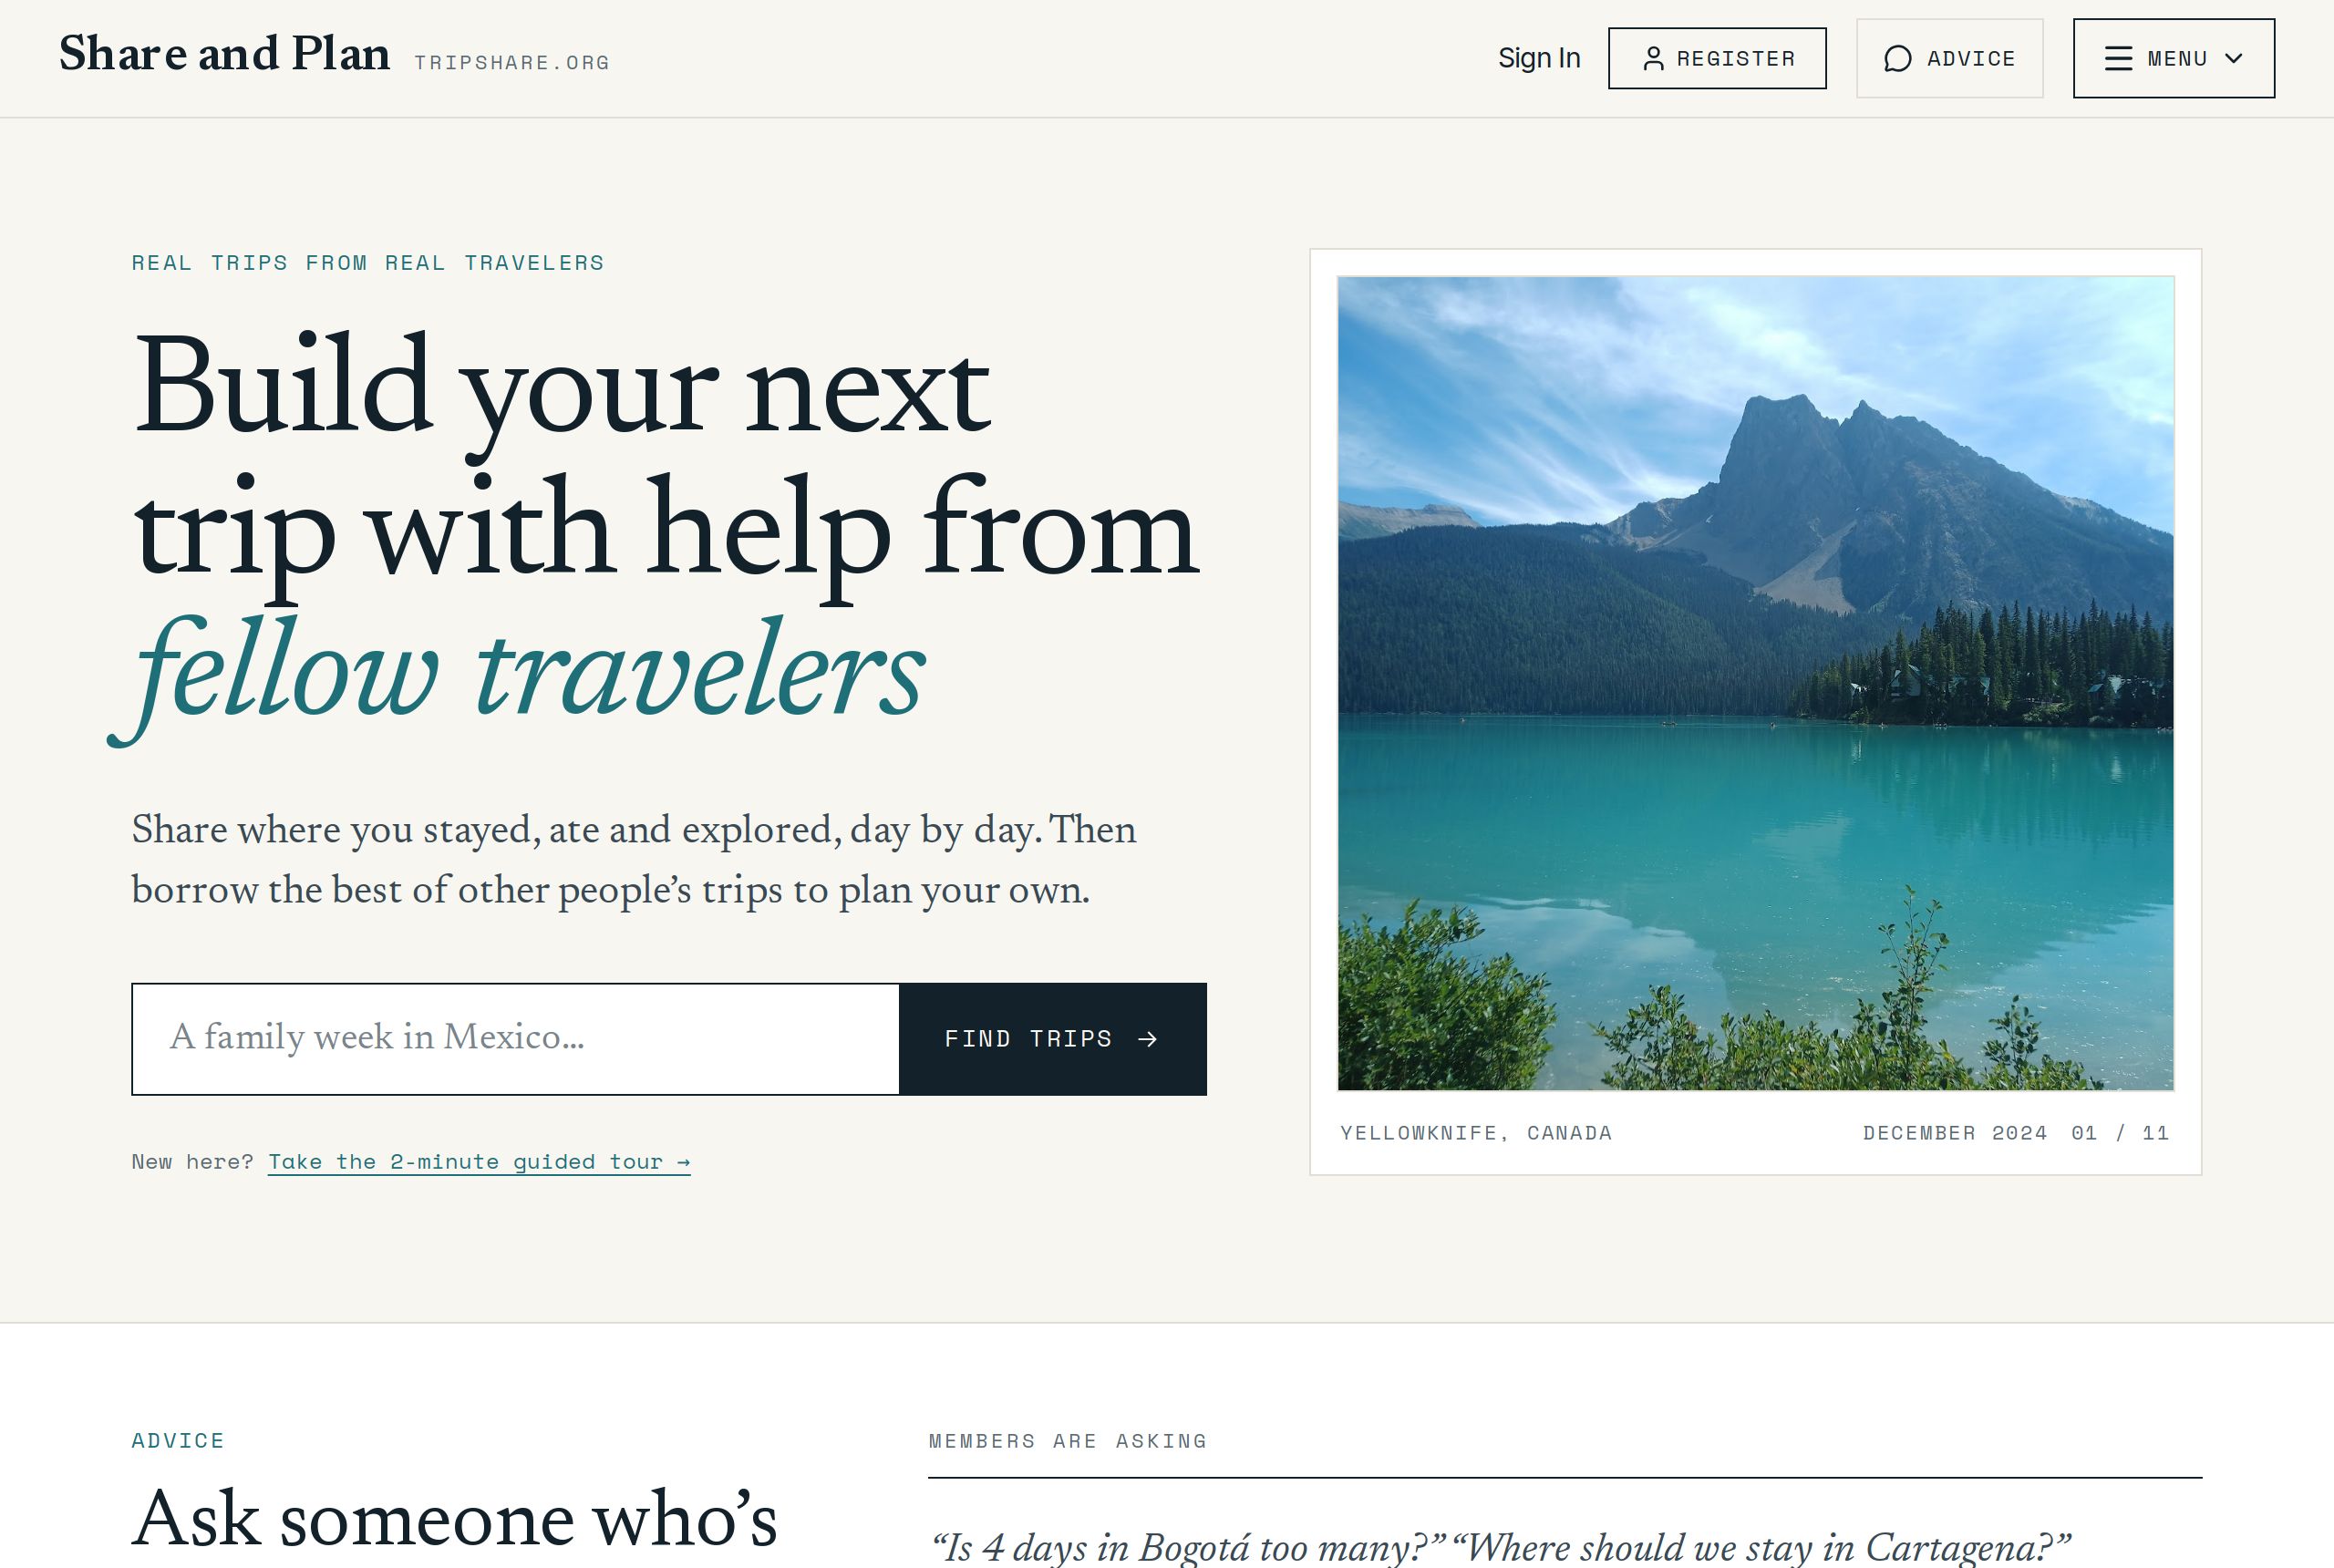 Share and Plan TRIPSHARE.ORG
Sign In
REGISTER
ADVICE
MENU
REAL TRIPS FROM REAL TRAVELERS
Build your next
trip with help from
fellow travelers
Share where you stayed, ate and explored, day by day. Then
borrow the best of other people’s trips to plan your own.
A family week in Mexico…
FIND TRIPS →
New here? Take the 2-minute guided tour →
YELLOWKNIFE, CANADA
DECEMBER 2024 01 / 11
ADVICE
Ask someone who’s
MEMBERS ARE ASKING
“Is 4 days in Bogotá too many?” “Where should we stay in Cartagena?”